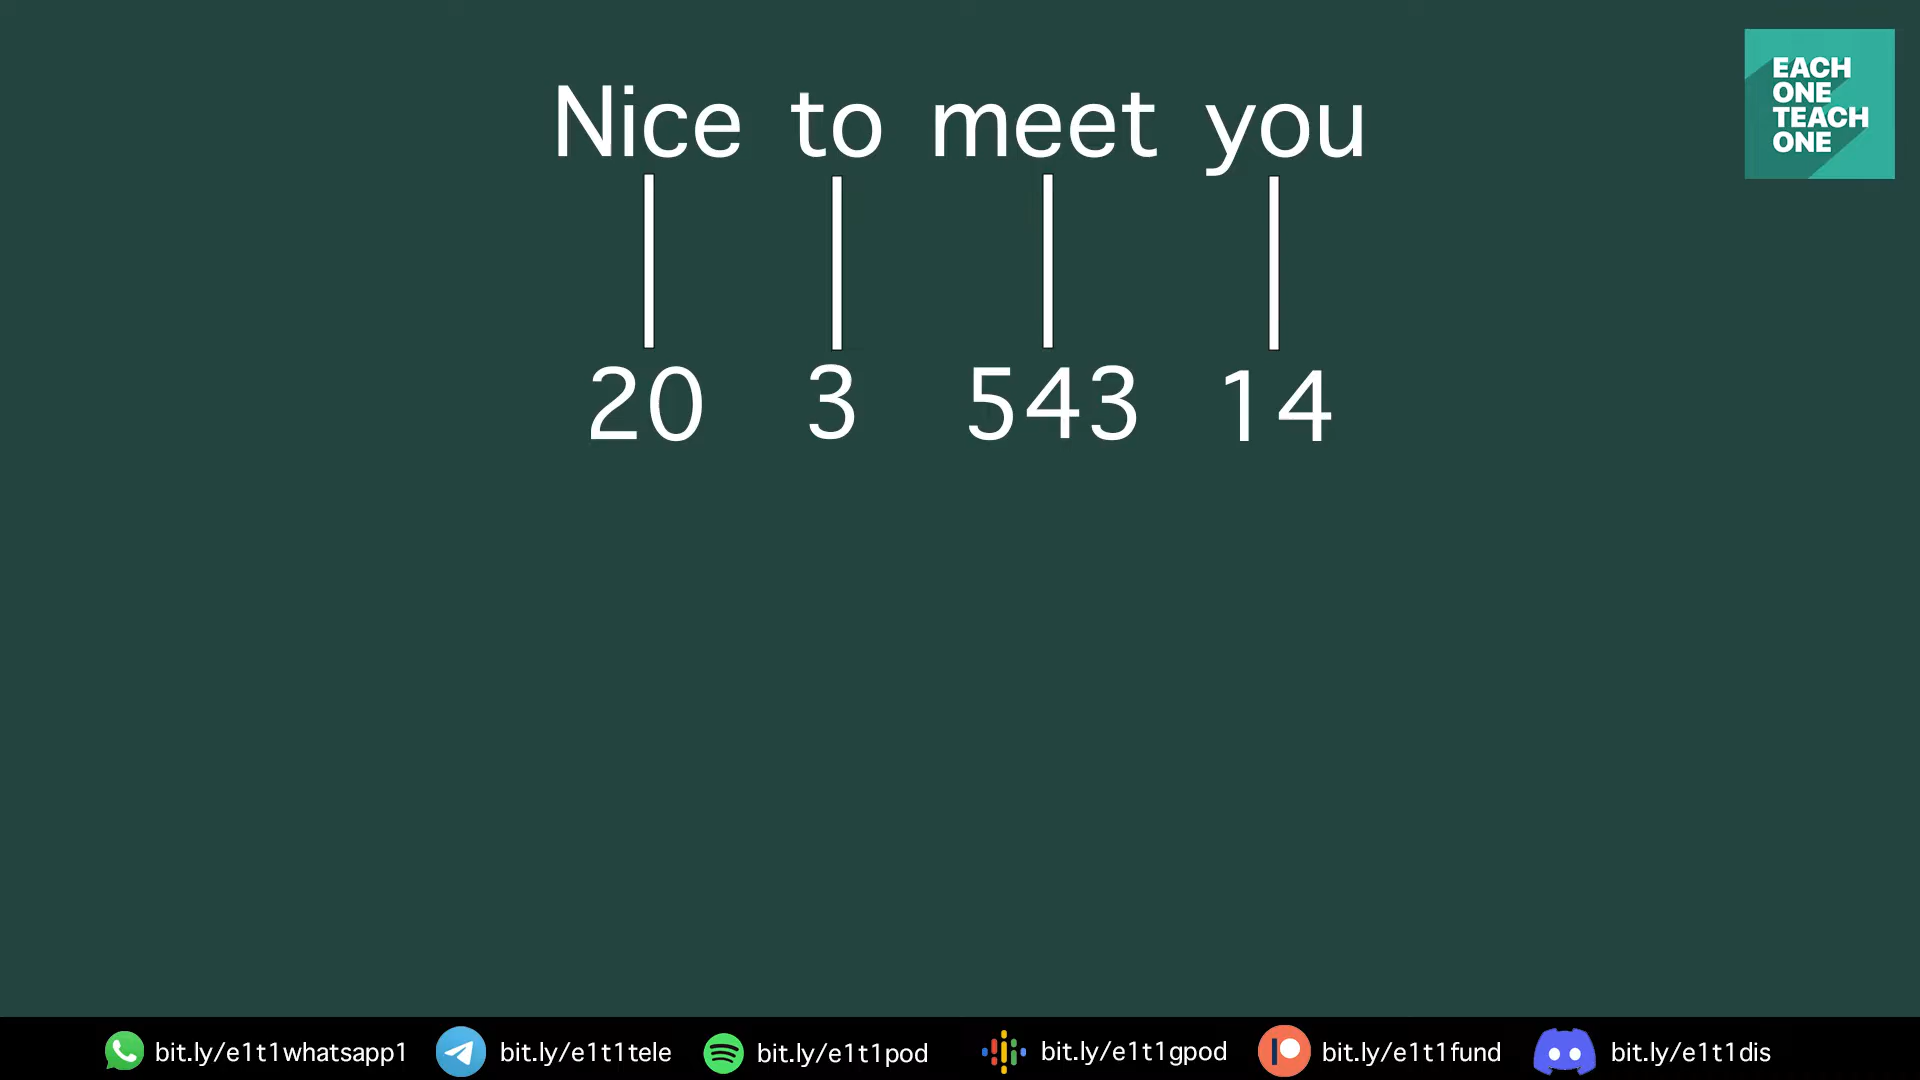 Nice to meet you
20 3 543 14
EACH
ONE
TEACH
ONE
bit.ly/e1t1whatsapp1 bit.ly/e1t1tele bit.ly/e1t1pod bit.ly/e1t1gpod bit.ly/e1t1fund bit.ly/e1t1dis